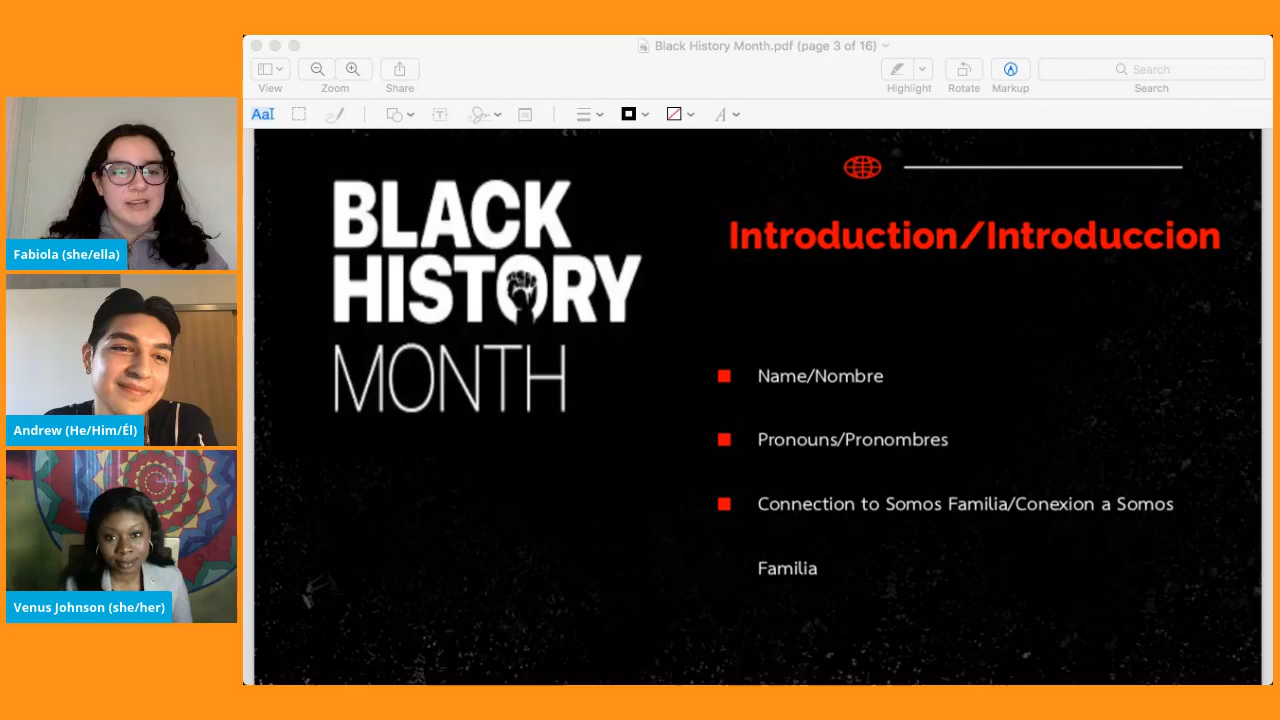 Black History Month.pdf (page 3 of 16)
View
Zoom
Share
Highlight
Rotate
Markup
Search
Search
AaI
T
A
Fabiola (she/ella)
Andrew (He/Him/Él)
Venus Johnson (she/her)
BLACK
HISTORY
MONTH
Introduction/Introduccion
Name/Nombre
Pronouns/Pronombres
Connection to Somos Familia/Conexion a Somos
Familia